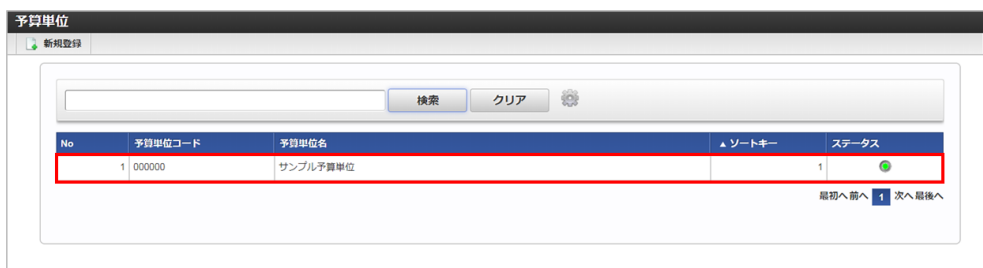 予算単位
新規登録
検索 クリア
No 予算単位コード 予算単位名 ▲ ソートキー ステータス
1 000000 サンプル予算単位 1
最初へ 前へ 1 次へ 最後へ